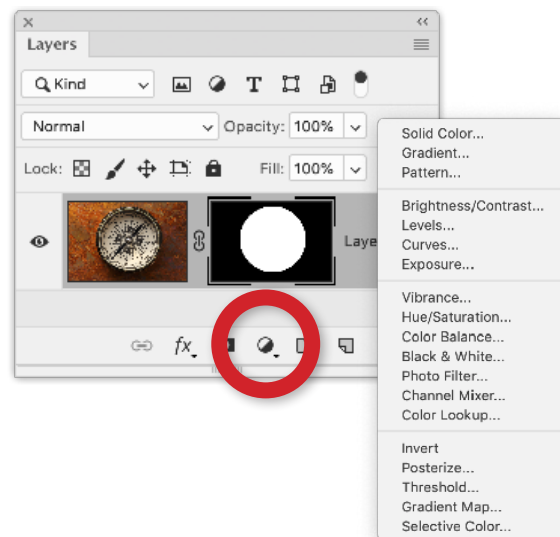 Layers
Kind
T
Normal
Opacity: 100%
Lock:
Fill: 100%
Laye
fx
Solid Color...
Gradient...
Pattern...
Brightness/Contrast...
Levels...
Curves...
Exposure...
Vibrance...
Hue/Saturation...
Color Balance...
Black & White...
Photo Filter...
Channel Mixer...
Color Lookup...
Invert
Posterize...
Threshold...
Gradient Map...
Selective Color...